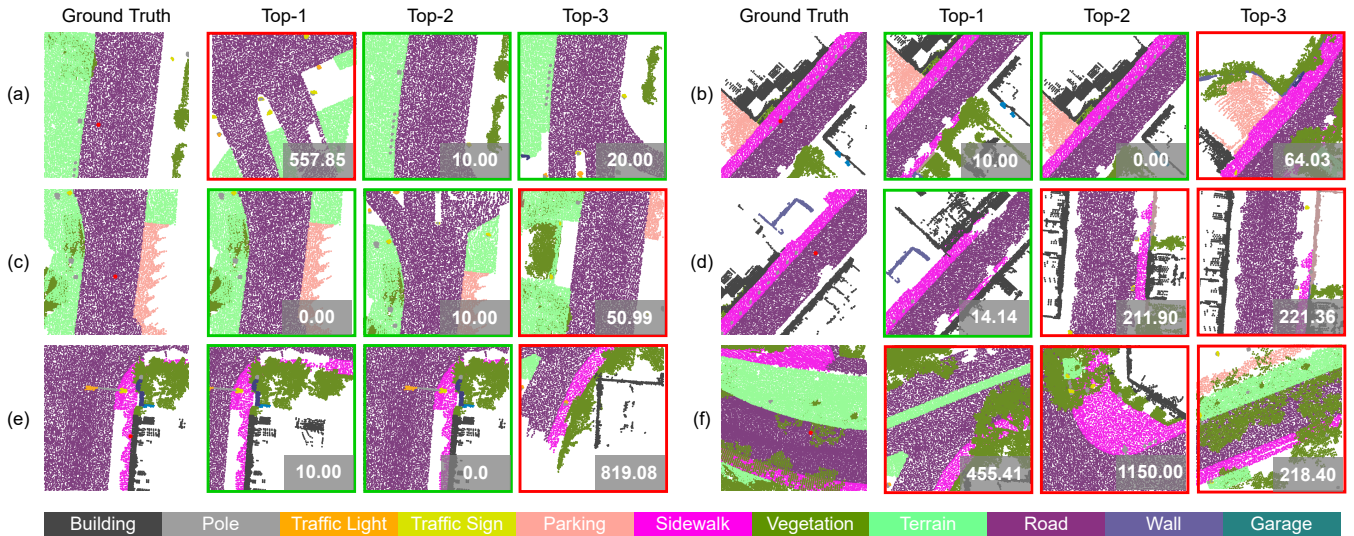 Ground Truth Top-1 Top-2 Top-3 Ground Truth Top-1 Top-2 Top-3
(a) 557.85 10.00 20.00 (b) 10.00 0.00 64.03
(c) 0.00 10.00 50.99 (d) 14.14 211.90 221.36
(e) 10.00 0.0 819.08 (f) 455.41 1150.00 218.40
Building Pole Traffic Light Traffic Sign Parking Sidewalk Vegetation Terrain Road Wall Garage